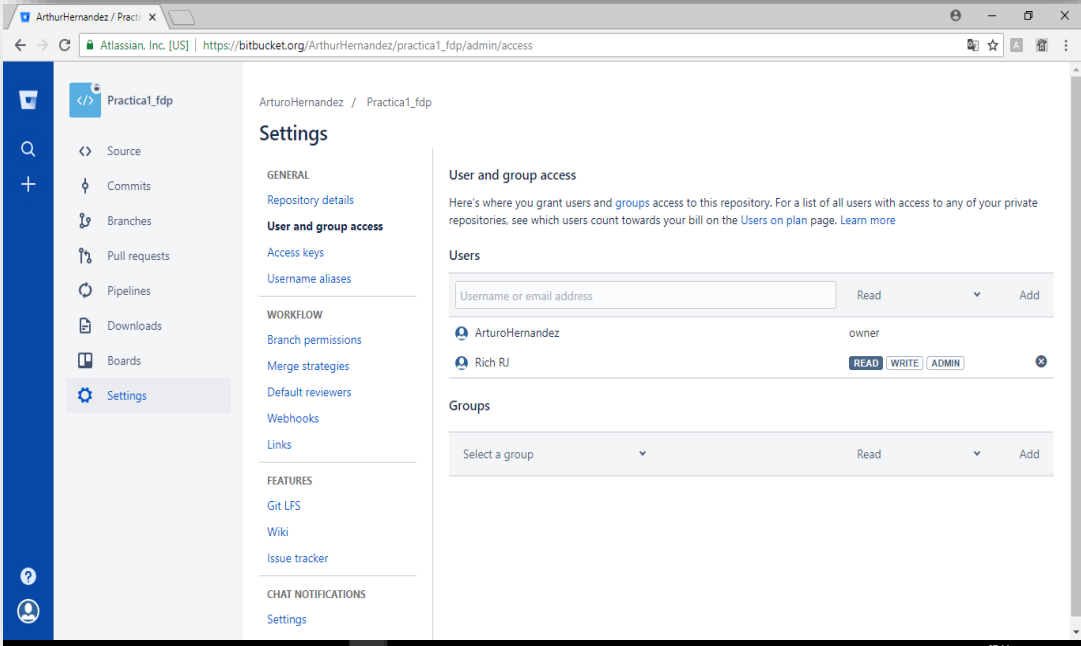 ArthurHernandez / Practi
Atlassian, Inc. [US] | https://bitbucket.org/ArthurHernandez/practica1_fdp/admin/access
Practica1_fdp
Source
Commits
Branches
Pull requests
Pipelines
Downloads
Boards
Settings
ArturoHernandez / Practica1_fdp
Settings
GENERAL
Repository details
User and group access
Access keys
Username aliases
WORKFLOW
Branch permissions
Merge strategies
Default reviewers
Webhooks
Links
FEATURES
Git LFS
Wiki
Issue tracker
CHAT NOTIFICATIONS
Settings
User and group access
Here's where you grant users and groups access to this repository. For a list of all users with access to any of your private
repositories, see which users count towards your bill on the Users on plan page. Learn more
Users
Username or email address Read Add
ArturoHernandez owner
Rich RJ READ WRITE ADMIN
Groups
Select a group Read Add